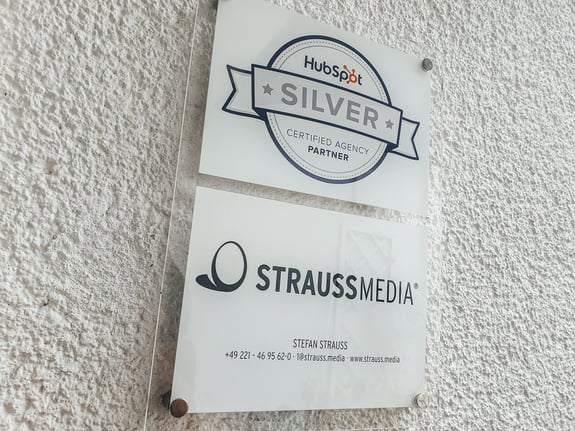 HubSpot
SILVER
CERTIFIED AGENCY
PARTNER
STRAUSSMEDIA®
STEFAN STRAUSS
+49 221 - 46 95 62-0 · 1@strauss.media · www.strauss.media